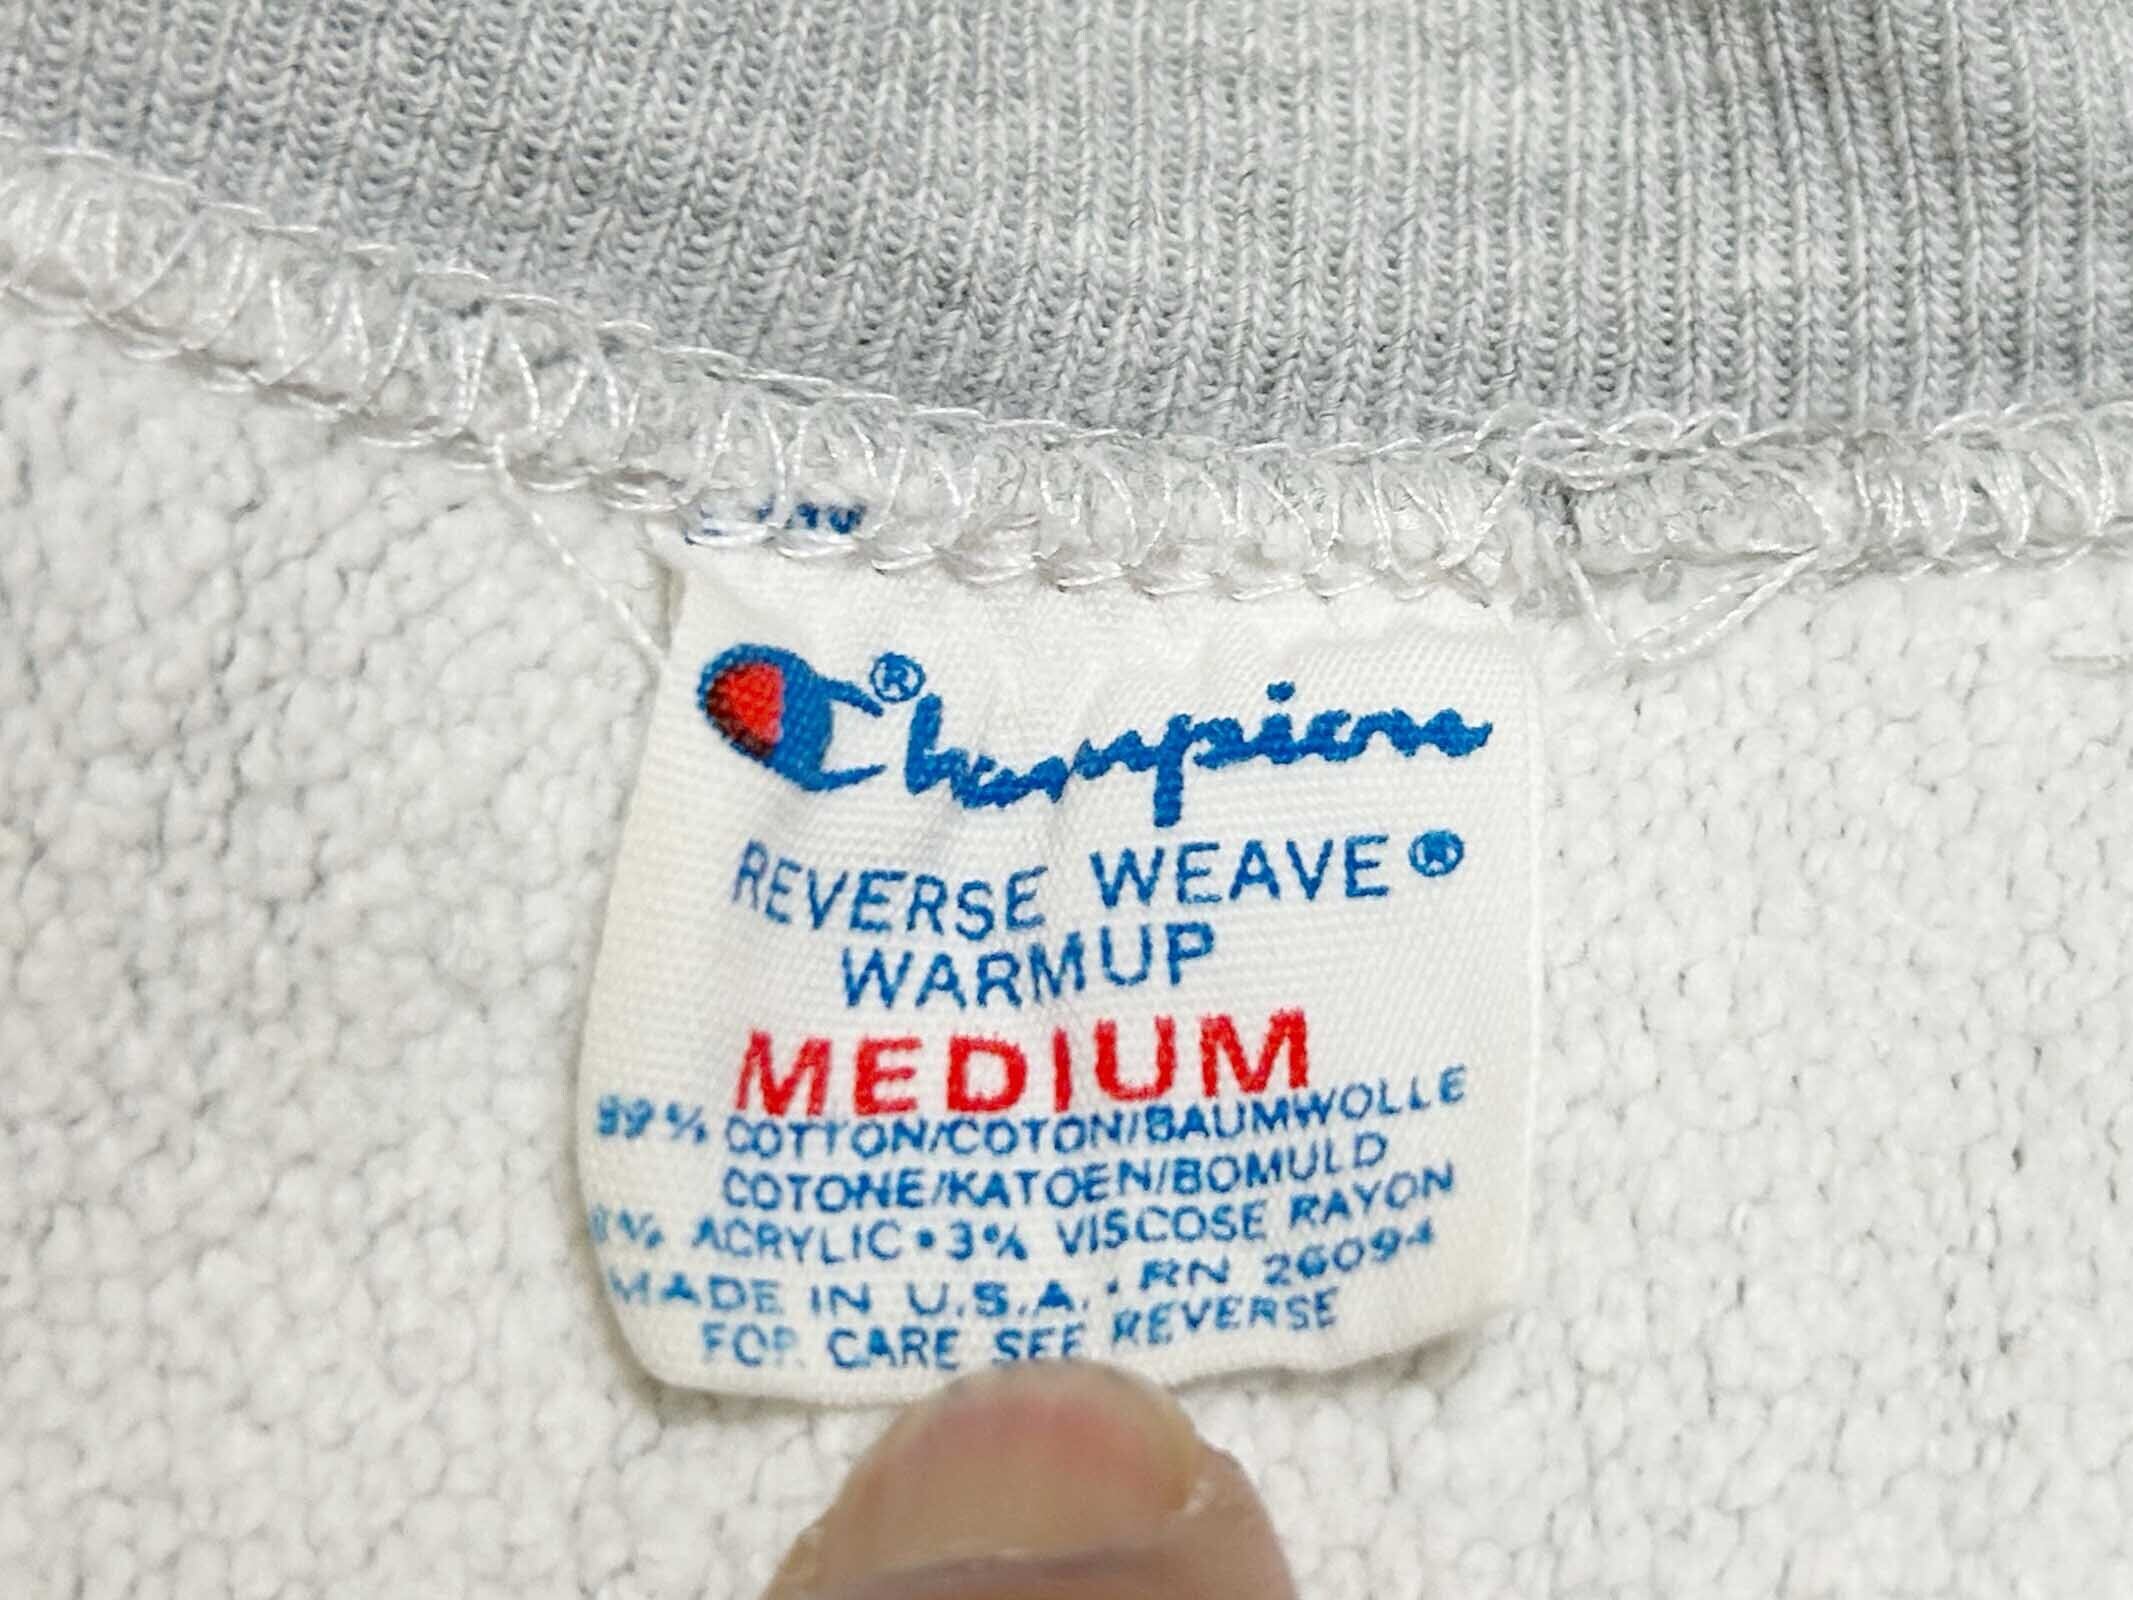 Champion®
REVERSE WEAVE®
WARMUP
MEDIUM
COTTON/COTON/BAUMWOLLE
COTONE/KATOEN/BOMULD
ACRYLIC • 3% VISCOSE RAYON
MADE IN U.S.A. • RN 26094
FOR CARE SEE REVERSE